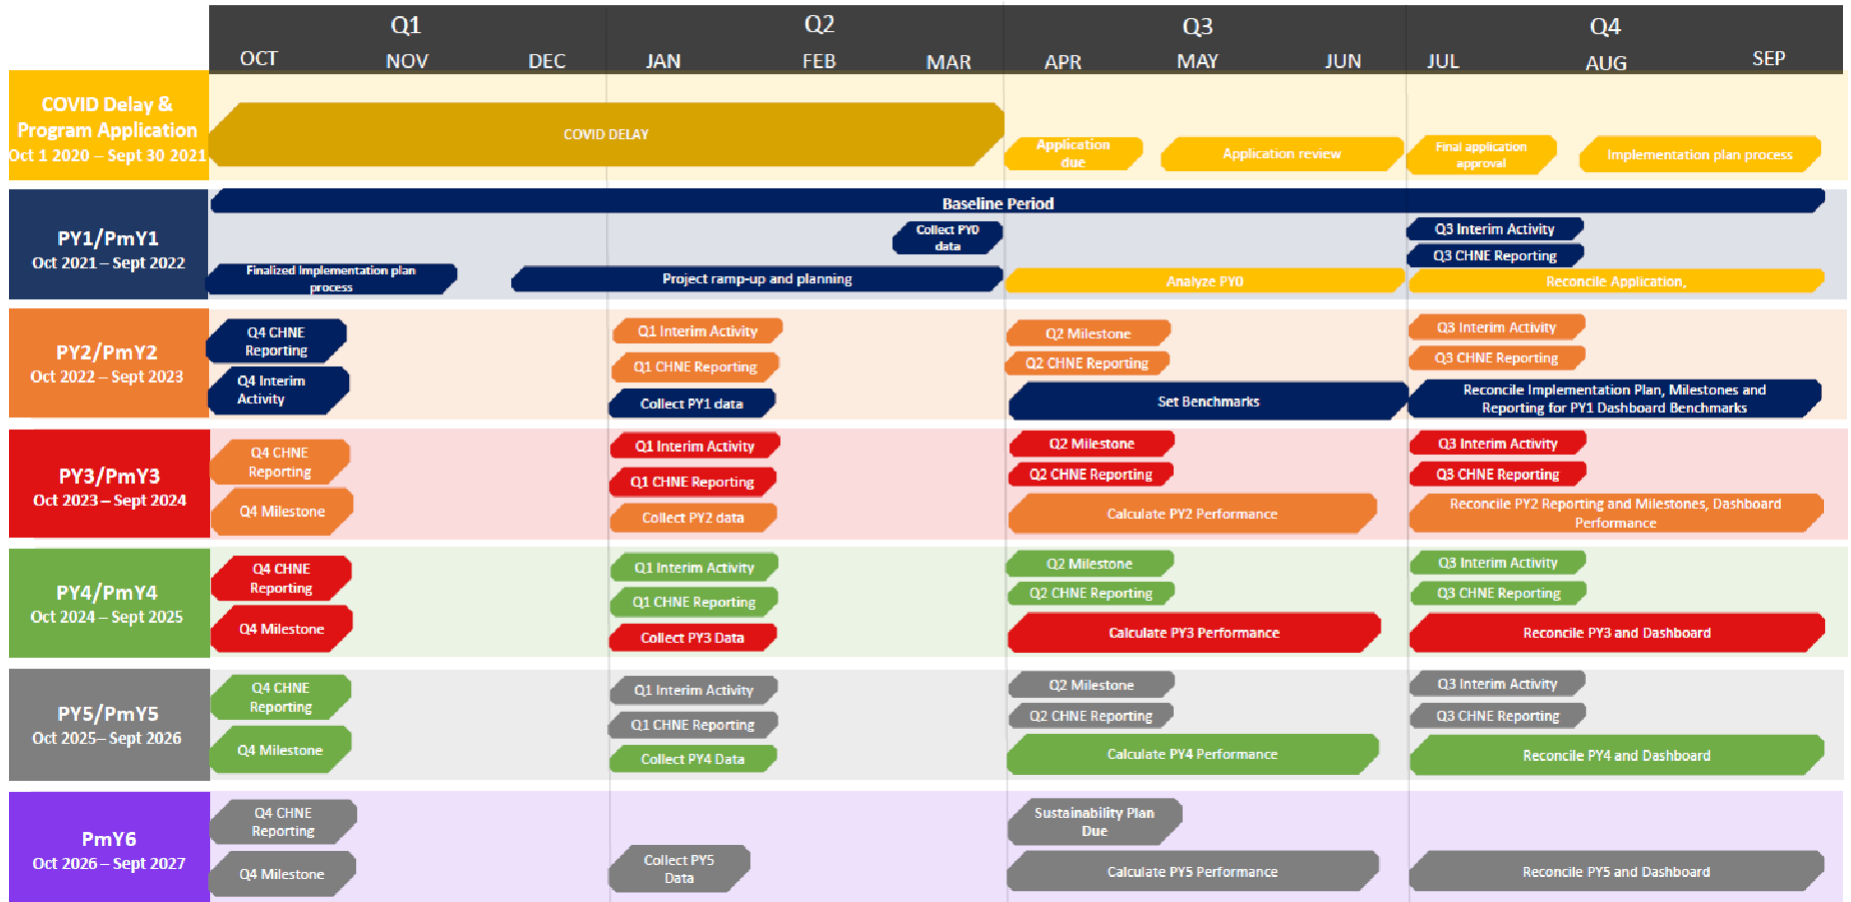 Q1
Q2
Q3
Q4
OCT
NOV
DEC
JAN
FEB
MAR
APR
MAY
JUN
JUL
AUG
SEP
COVID Delay &
Program Application
Oct 1 2020 – Sept 30 2021
COVID DELAY
Application
due
Application review
Final application
approval
Implementation plan process
PY1/PmY1
Oct 2021 – Sept 2022
Baseline Period
Collect PY0
data
Q3 Interim Activity
Q3 CHNE Reporting
Finalized Implementation plan
process
Project ramp-up and planning
Analyze PY0
Reconcile Application,
PY2/PmY2
Oct 2022 – Sept 2023
Q4 CHNE
Reporting
Q4 Interim
Activity
Q1 Interim Activity
Q1 CHNE Reporting
Collect PY1 data
Q2 Milestone
Q2 CHNE Reporting
Set Benchmarks
Q3 Interim Activity
Q3 CHNE Reporting
Reconcile Implementation Plan, Milestones and
Reporting for PY1 Dashboard Benchmarks
PY3/PmY3
Oct 2023 – Sept 2024
Q4 CHNE
Reporting
Q4 Milestone
Q1 Interim Activity
Q1 CHNE Reporting
Collect PY2 data
Q2 Milestone
Q2 CHNE Reporting
Calculate PY2 Performance
Q3 Interim Activity
Q3 CHNE Reporting
Reconcile PY2 Reporting and Milestones, Dashboard
Performance
PY4/PmY4
Oct 2024 – Sept 2025
Q4 CHNE
Reporting
Q4 Milestone
Q1 Interim Activity
Q1 CHNE Reporting
Collect PY3 Data
Q2 Milestone
Q2 CHNE Reporting
Calculate PY3 Performance
Q3 Interim Activity
Q3 CHNE Reporting
Reconcile PY3 and Dashboard
PY5/PmY5
Oct 2025– Sept 2026
Q4 CHNE
Reporting
Q4 Milestone
Q1 Interim Activity
Q1 CHNE Reporting
Collect PY4 Data
Q2 Milestone
Q2 CHNE Reporting
Calculate PY4 Performance
Q3 Interim Activity
Q3 CHNE Reporting
Reconcile PY4 and Dashboard
PmY6
Oct 2026 – Sept 2027
Q4 CHNE
Reporting
Q4 Milestone
Collect PY5
Data
Sustainability Plan
Due
Calculate PY5 Performance
Reconcile PY5 and Dashboard